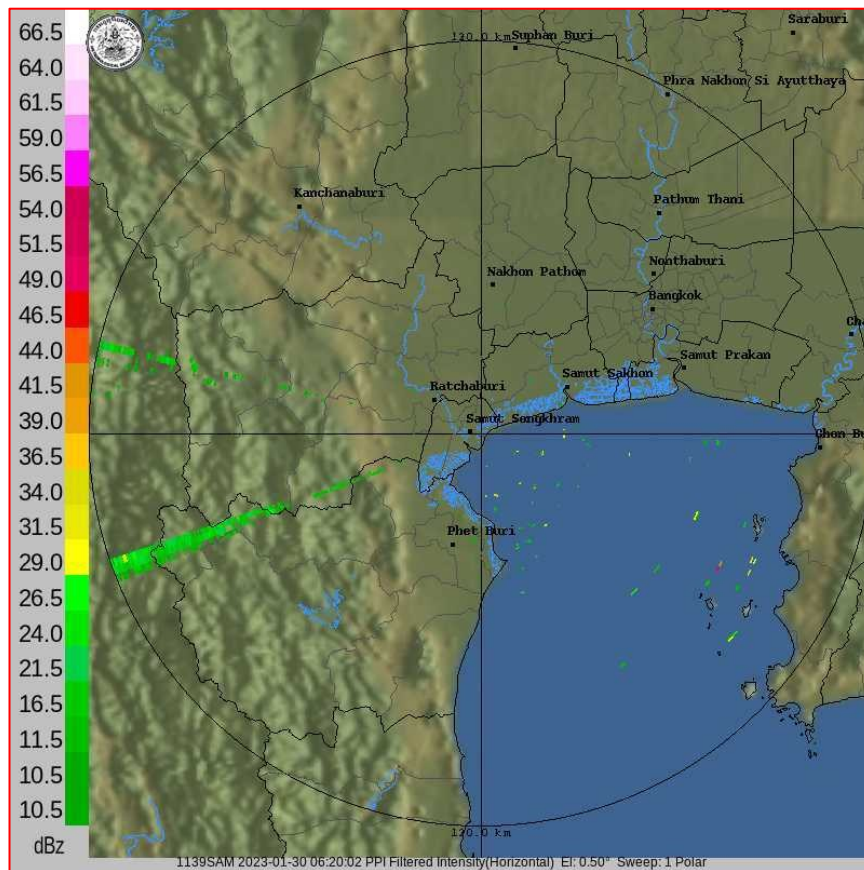 66.5
64.0
61.5
59.0
56.5
54.0
51.5
49.0
46.5
44.0
41.5
39.0
36.5
34.0
31.5
29.0
26.5
24.0
21.5
16.5
11.5
10.5
10.5
dBz
Saraburi
120.0 km
Suphan Buri
Phra Nakhon Si Ayutthaya
Kanchanaburi
Pathum Thani
Nonthaburi
Nakhon Pathom
Bangkok
Cha
Samut Prakan
Samut Sakhon
Ratchaburi
Samut Songkhram
Chon Bu
Phet Buri
120.0 km
1139SAM 2023-01-30 06:20:02 PPI Filtered Intensity(Horizontal) El: 0.50° Sweep: 1 Polar